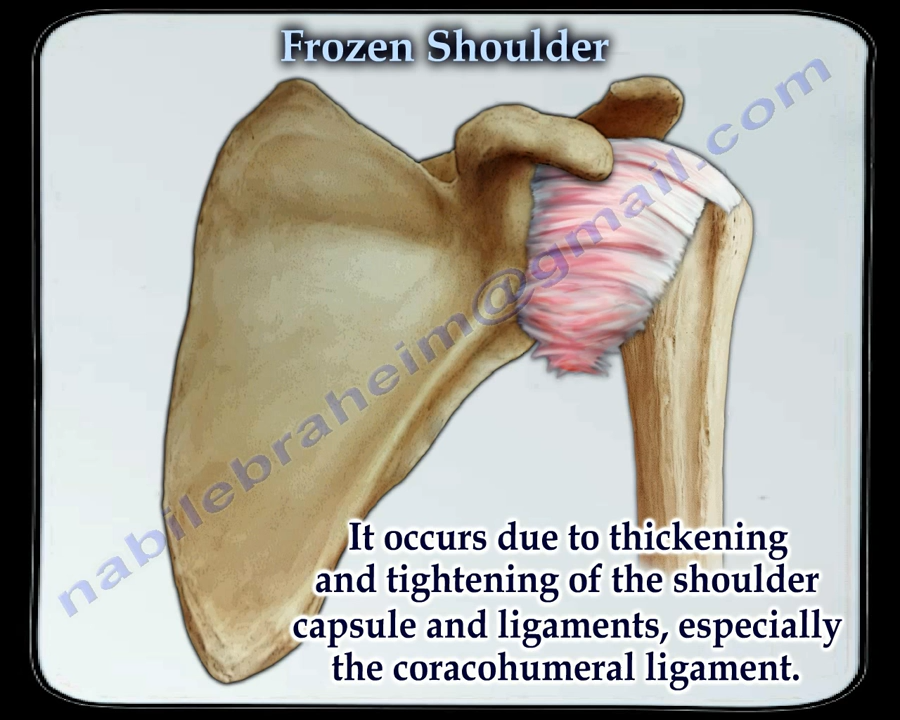 Frozen Shoulder
nabilebraheim@gmail.com
It occurs due to thickening
and tightening of the shoulder
capsule and ligaments, especially
the coracohumeral ligament.